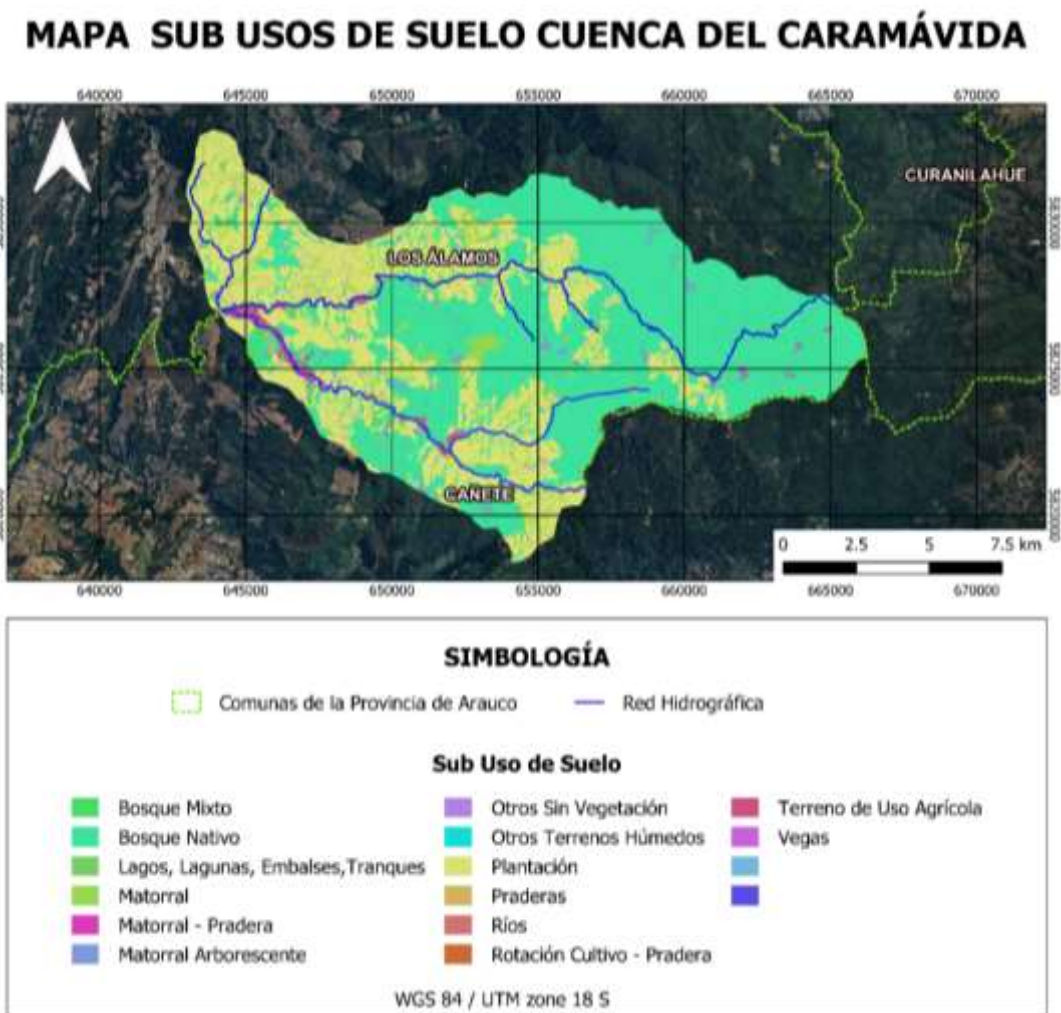 MAPA SUB USOS DE SUELO CUENCA DEL CARAMÁVIDA
640000 645000 650000 655000 660000 665000 670000
CURANILAHUE
LOS ÁLAMOS
CAÑETE
0 2.5 5 7.5 km
640000 645000 650000 655000 660000 665000 670000
SIMBOLOGÍA
Comunas de la Provincia de Arauco
Red Hidrográfica
Sub Uso de Suelo
Bosque Mixto
Bosque Nativo
Lagos, Lagunas, Embalses,Tranques
Matorral
Matorral - Pradera
Matorral Arborescente
Otros Sin Vegetación
Otros Terrenos Húmedos
Plantación
Praderas
Ríos
Rotación Cultivo - Pradera
Terreno de Uso Agrícola
Vegas
WGS 84 / UTM zone 18 S